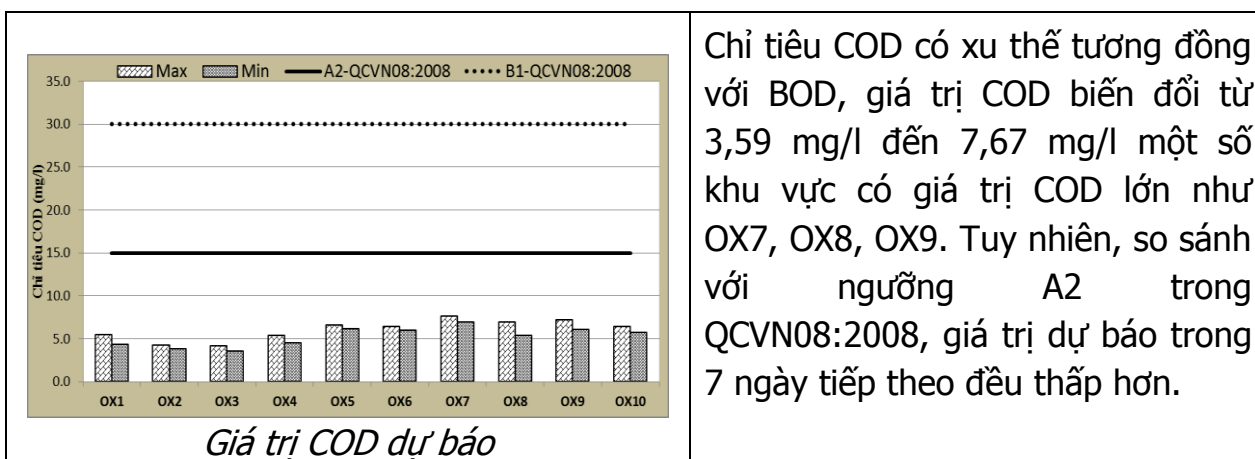 Max Min A2-QCVN08:2008 B1-QCVN08:2008
35.0
30.0
25.0
20.0
15.0
10.0
5.0
0.0
Chỉ tiêu COD (mg/l)
OX1 OX2 OX3 OX4 OX5 OX6 OX7 OX8 OX9 OX10
Giá trị COD dự báo
Chỉ tiêu COD có xu thế tương đồng
với BOD, giá trị COD biến đổi từ
3,59 mg/l đến 7,67 mg/l một số
khu vực có giá trị COD lớn như
OX7, OX8, OX9. Tuy nhiên, so sánh
với ngưỡng A2 trong
QCVN08:2008, giá trị dự báo trong
7 ngày tiếp theo đều thấp hơn.